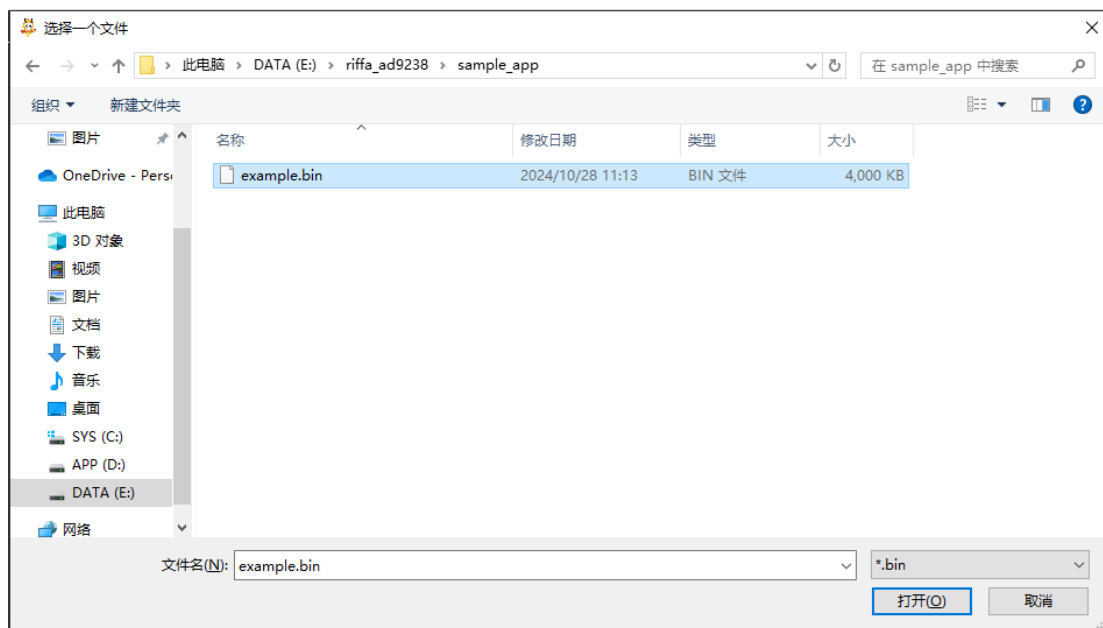 选择一个文件
此电脑 › DATA (E:) › riffa_ad9238 › sample_app
在 sample_app 中搜索
组织 新建文件夹
图片
OneDrive - Pers
此电脑
3D 对象
视频
图片
文档
下载
音乐
桌面
SYS (C:)
APP (D:)
DATA (E:)
网络
名称 修改日期 类型 大小
example.bin 2024/10/28 11:13 BIN 文件 4,000 KB
文件名(N): example.bin *.bin
打开(O) 取消